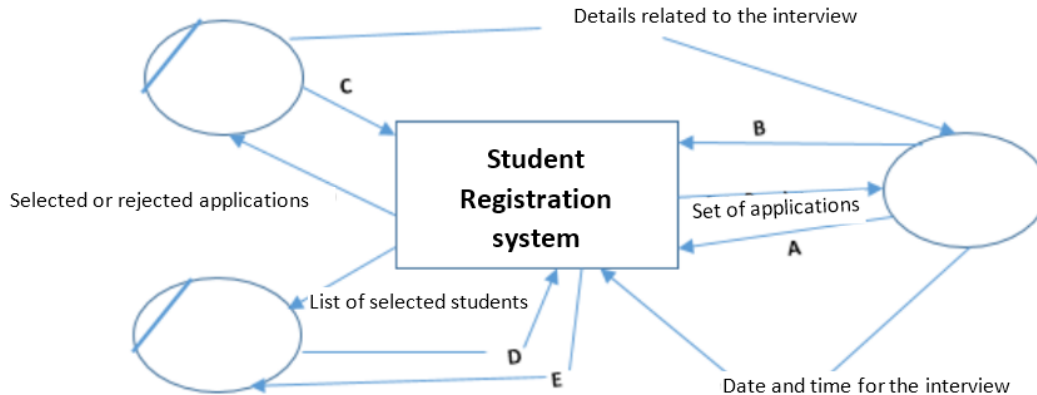 Details related to the interview
C
B
Student
Registration
system
Selected or rejected applications
Set of applications
A
List of selected students
D
E
Date and time for the interview